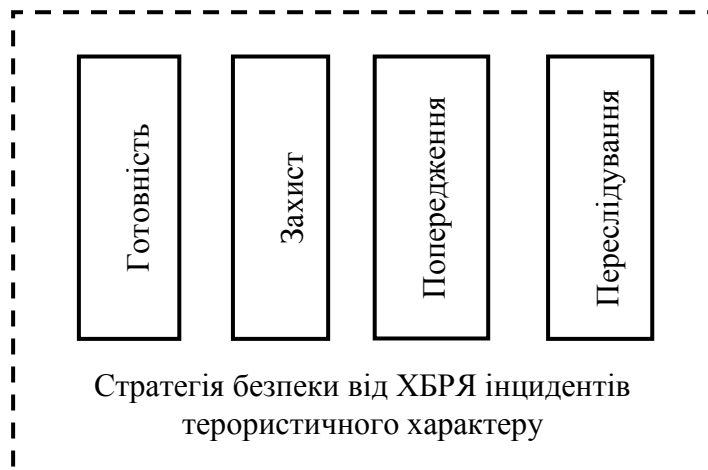 Готовність
Захист
Попередження
Переслідування
Стратегія безпеки від ХБРЯ інцидентів
терористичного характеру